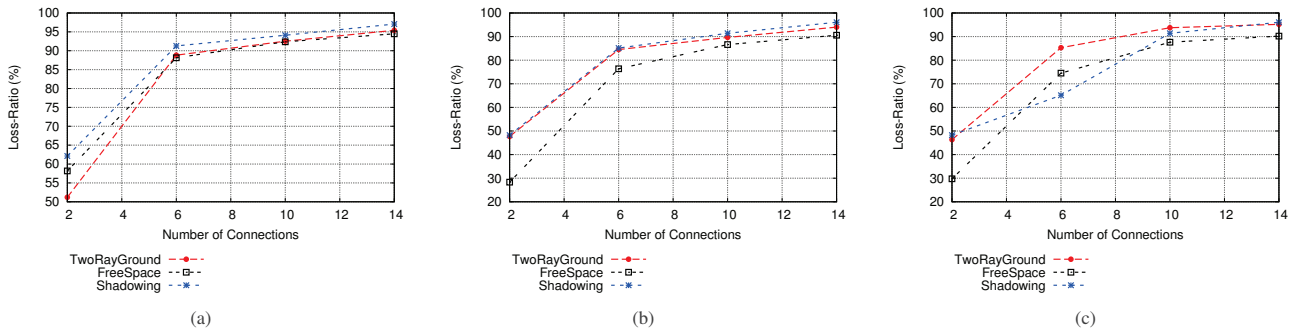 100
95
90
85
80
75
70
65
60
55
50
Loss-Ratio (%)
2 4 6 8 10 12 14
Number of Connections
TwoRayGround
FreeSpace
Shadowing
(a)
100
90
80
70
60
50
40
30
20
Loss-Ratio (%)
2 4 6 8 10 12 14
Number of Connections
TwoRayGround
FreeSpace
Shadowing
(b)
100
90
80
70
60
50
40
30
20
Loss-Ratio (%)
2 4 6 8 10 12 14
Number of Connections
TwoRayGround
FreeSpace
Shadowing
(c)